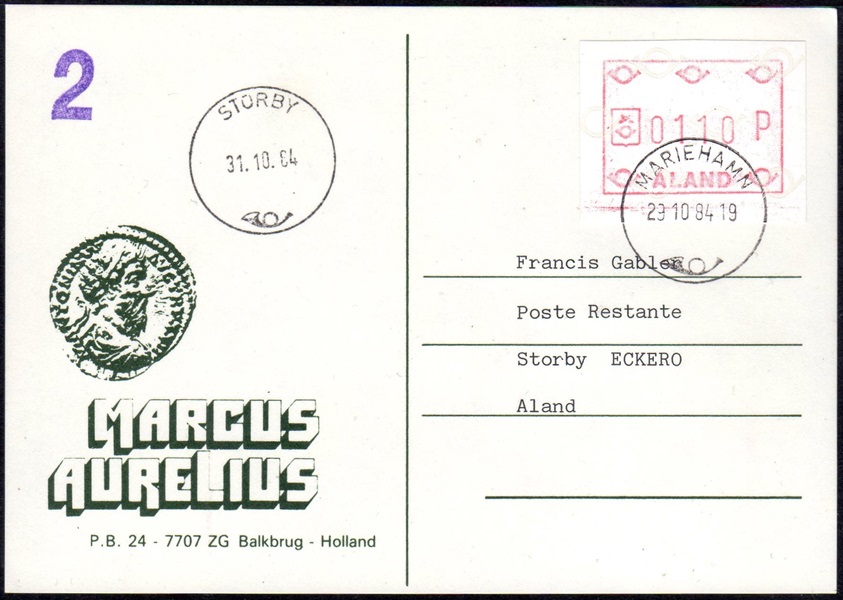 2
STORBY
31.10.84
MARCUS
AURELIUS
P.B. 24 - 7707 ZG Balkbrug - Holland
0110 P
ÅLAND
MARIEHAMN
29 10 84 19
Francis Gabler
Poste Restante
Storby ECKERO
Aland